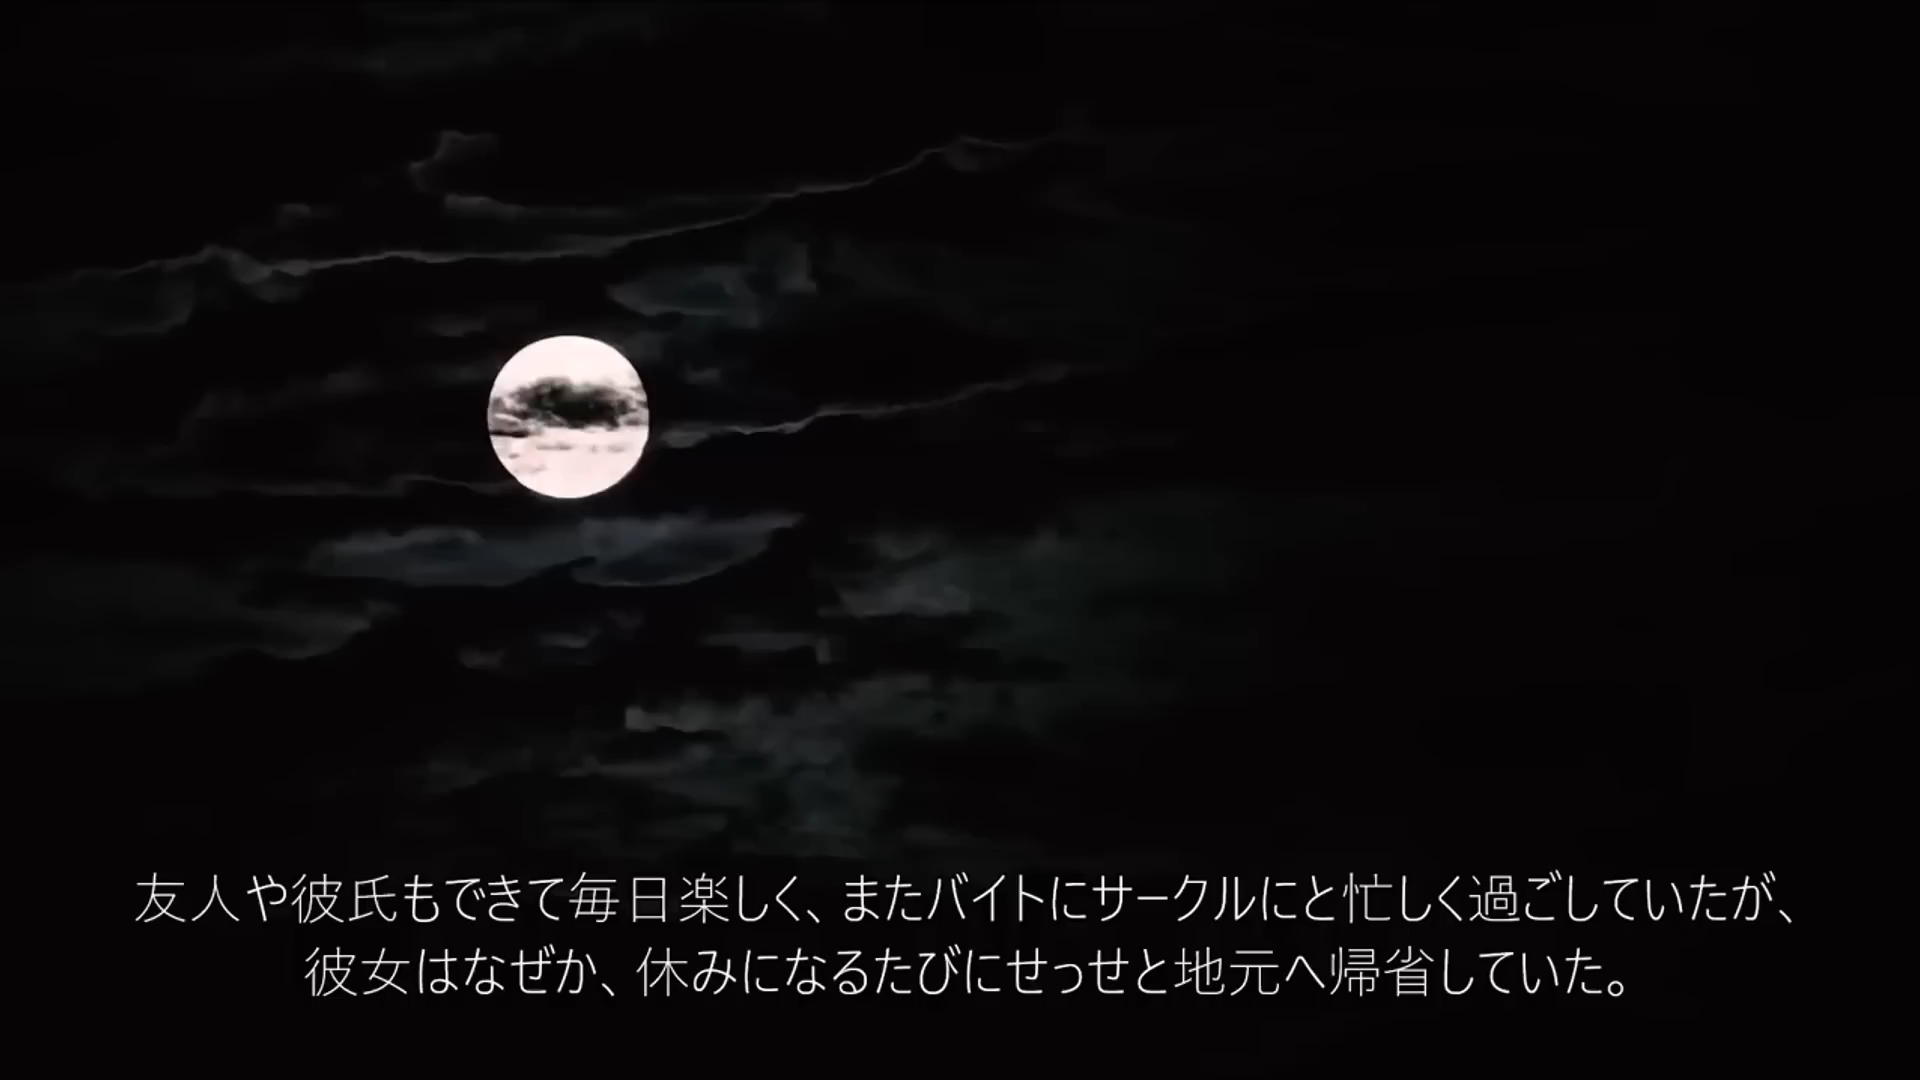 友人や彼氏もできて毎日楽しく、またバイトにサークルにと忙しく過ごしていたが、
彼女はなぜか、休みになるたびにせっせと地元へ帰省していた。